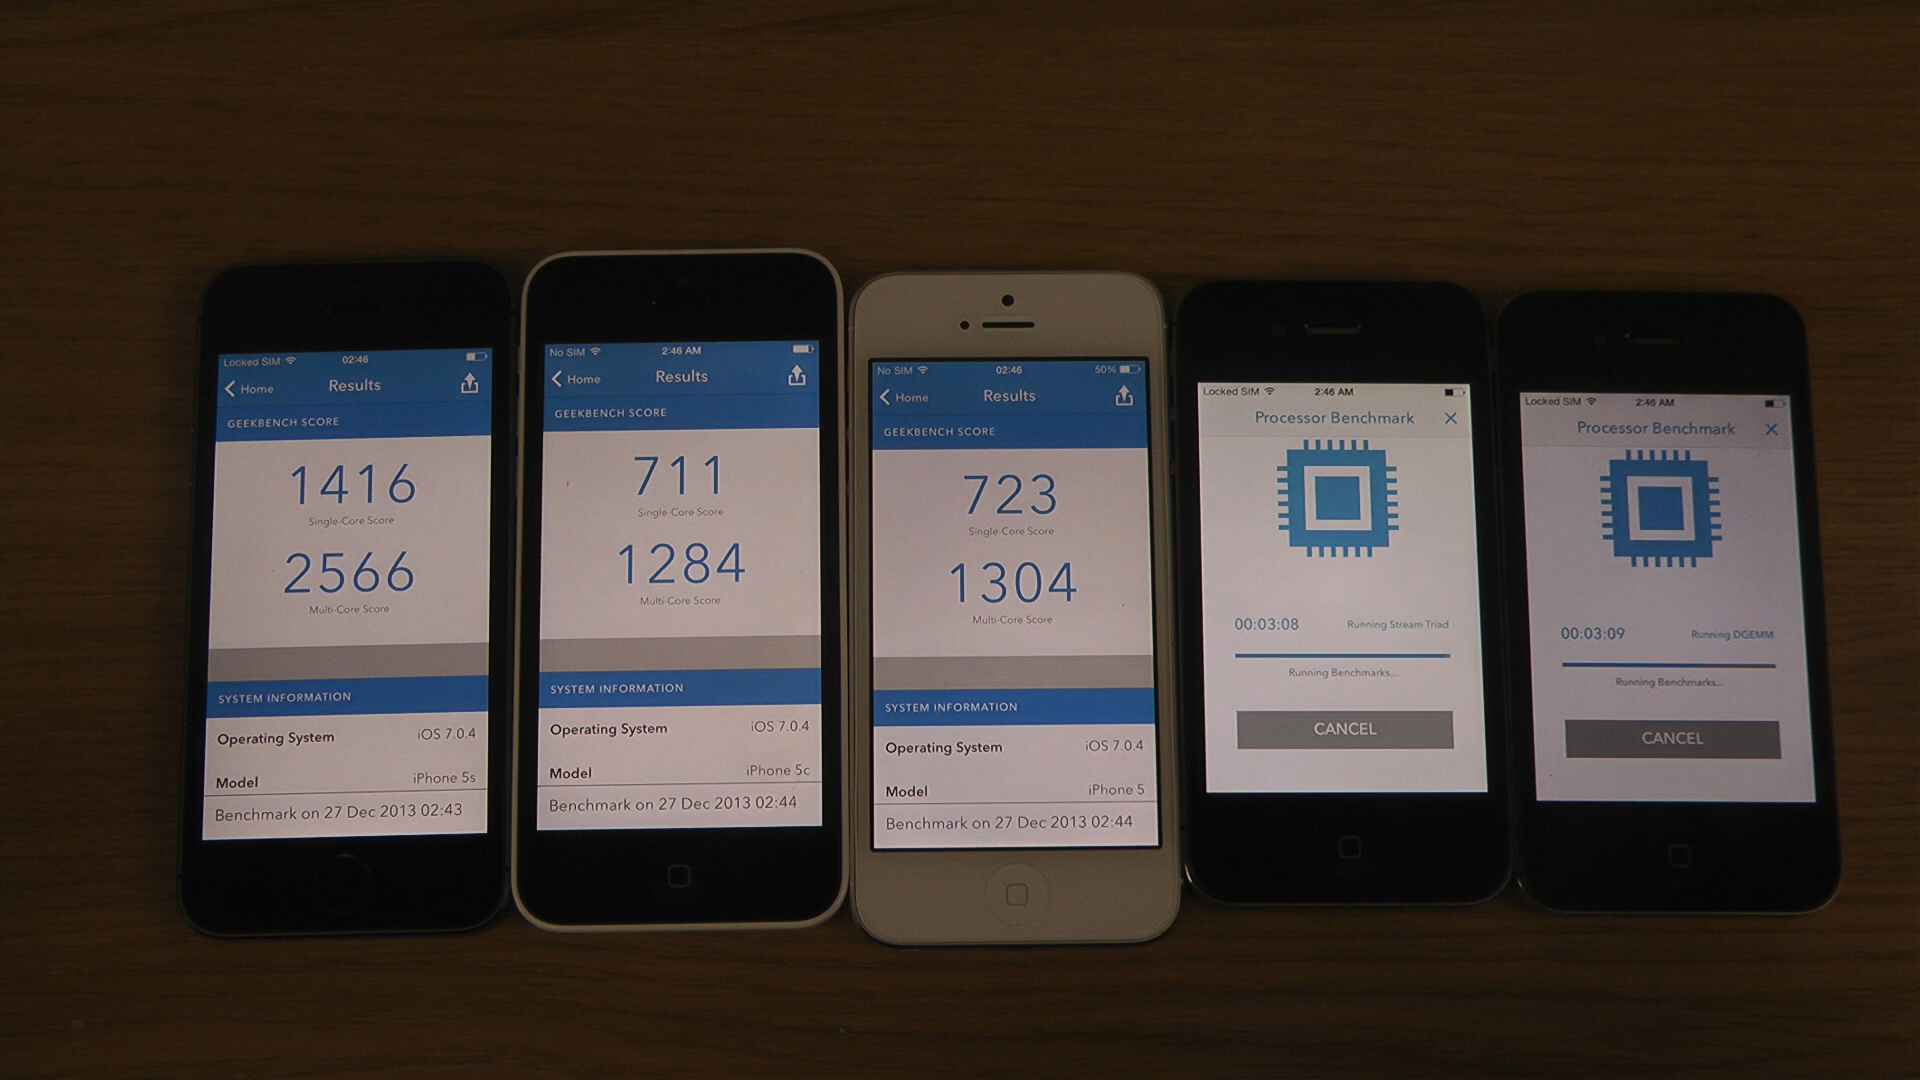 Locked SIM 02:46
Home Results
GEEKBENCH SCORE
1416
Single-Core Score
2566
Multi-Core Score
SYSTEM INFORMATION
Operating System iOS 7.0.4
Model iPhone 5s
Benchmark on 27 Dec 2013 02:43
No SIM 2:46 AM
Home Results
GEEKBENCH SCORE
711
Single-Core Score
1284
Multi-Core Score
SYSTEM INFORMATION
Operating System iOS 7.0.4
Model iPhone 5c
Benchmark on 27 Dec 2013 02:44
No SIM 02:46 50%
Home Results
GEEKBENCH SCORE
723
Single-Core Score
1304
Multi-Core Score
SYSTEM INFORMATION
Operating System iOS 7.0.4
Model iPhone 5
Benchmark on 27 Dec 2013 02:44
Locked SIM 2:46 AM
Processor Benchmark
00:03:08 Running Stream Triad
Running Benchmarks...
CANCEL
Locked SIM 2:46 AM
Processor Benchmark
00:03:09 Running DGEMM
Running Benchmarks...
CANCEL